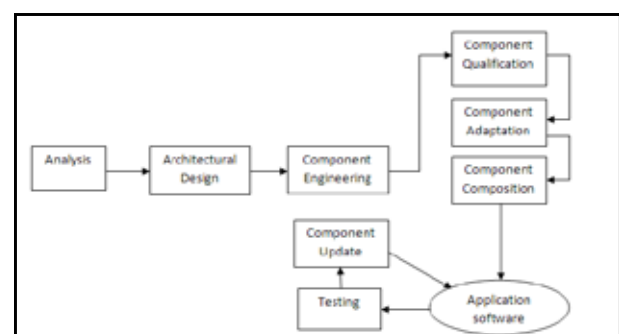 Analysis
Architectural
Design
Component
Engineering
Component
Qualification
Component
Adaptation
Component
Composition
Component
Update
Testing
Application
software